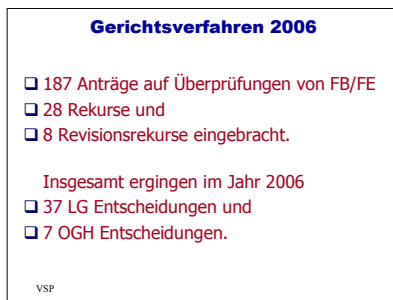 Gerichtsverfahren 2006
❑ 187 Anträge auf Überprüfungen von FB/FE
❑ 28 Rekurse und
❑ 8 Revisionsrekurse eingebracht.
Insgesamt ergingen im Jahr 2006
❑ 37 LG Entscheidungen und
❑ 7 OGH Entscheidungen.
VSP